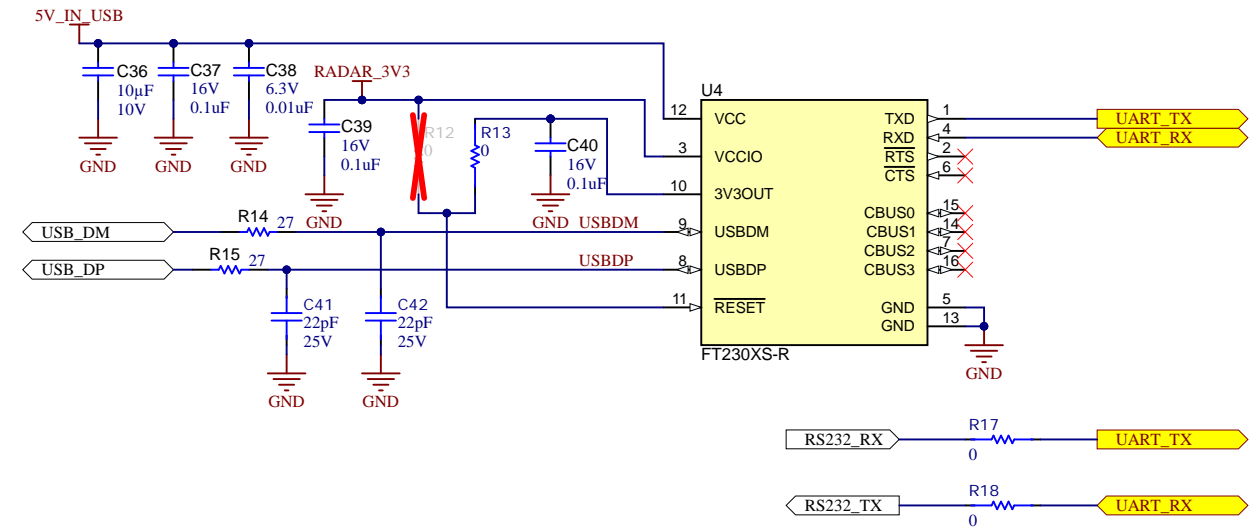 5V_IN_USB
C36
10µF
10V
GND
C37
16V
0.1uF
GND
C38
6.3V
0.01uF
GND
RADAR_3V3
C39
16V
0.1uF
GND
R12
0
R13
0
C40
16V
0.1uF
GND
USB_DM
R14
27
USBDM
USB_DP
R15
27
USBDP
C41
22pF
25V
GND
C42
22pF
25V
GND
U4
12 VCC
3 VCCIO
10 3V3OUT
9 USBDM
8 USBDP
11 RESET
TXD 1
RXD 4
RTS 2
CTS 6
CBUS0 15
CBUS1 14
CBUS2 7
CBUS3 16
GND 5
GND 13
FT230XS-R
UART_TX
UART_RX
GND
RS232_RX
R17
0
UART_TX
RS232_TX
R18
0
UART_RX